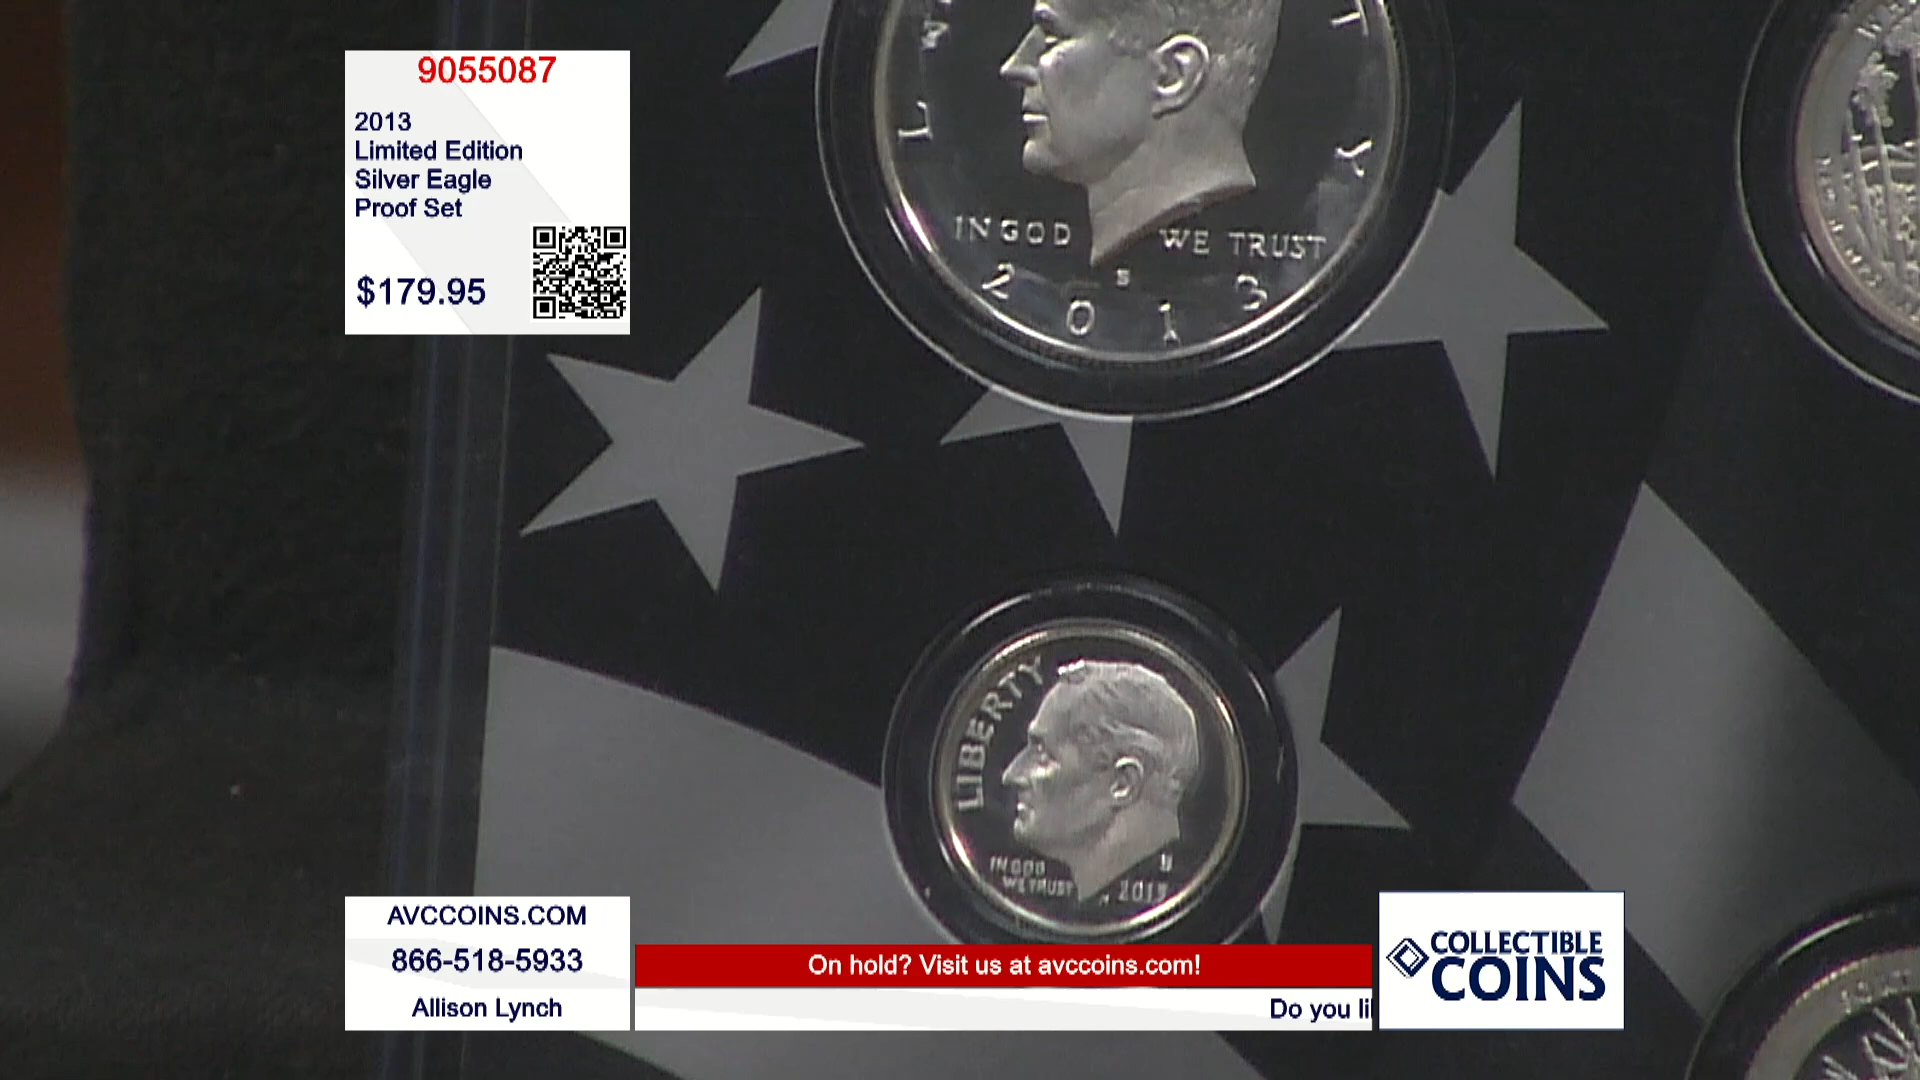 9055087
2013
Limited Edition
Silver Eagle
Proof Set
$179.95
L
T
Y
IN GOD WE TRUST
S
2013
LIBERTY
IN GOD
WE TRUST
2013
AVCCOINS.COM
866-518-5933
Allison Lynch
On hold? Visit us at avccoins.com!
Do you li
COLLECTIBLE
COINS